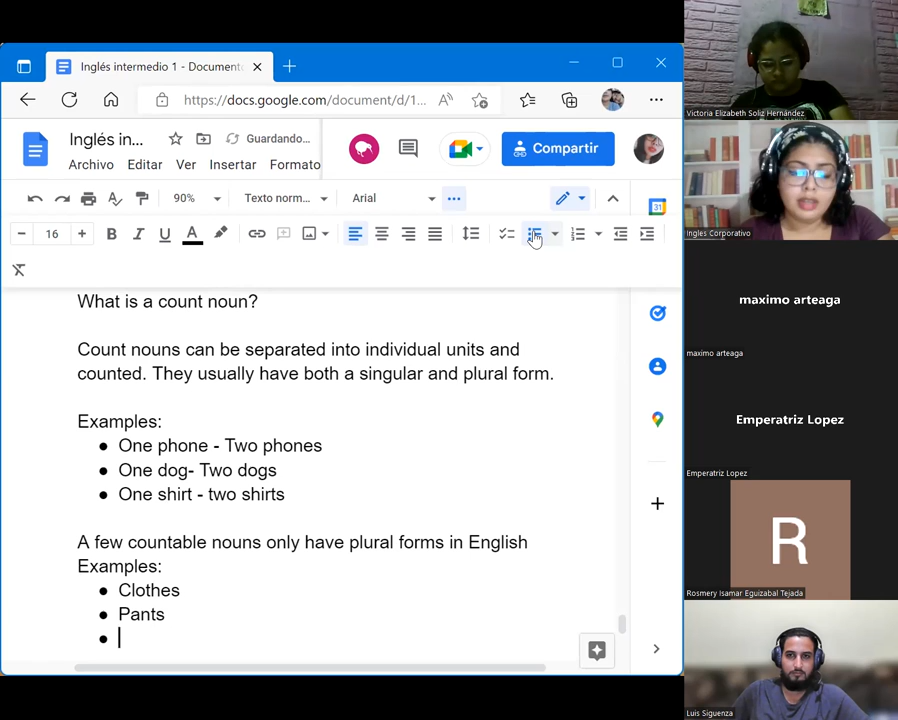 Inglés intermedio 1 - Document
https://docs.google.com/document/d/1...
Inglés in...
Guardando...
Compartir
Archivo Editar Ver Insertar Formato
90% Texto norm... Arial
16
31
What is a count noun?
Count nouns can be separated into individual units and
counted. They usually have both a singular and plural form.
Examples:
● One phone - Two phones
● One dog- Two dogs
● One shirt - two shirts
A few countable nouns only have plural forms in English
Examples:
● Clothes
● Pants
●
Victoria Elizabeth Soliz Hernández
Ingles Corporativo
maximo arteaga
maximo arteaga
Emperatriz Lopez
Emperatriz Lopez
R
Rosmery Isamar Eguizabal Tejada
Luis Siguenza